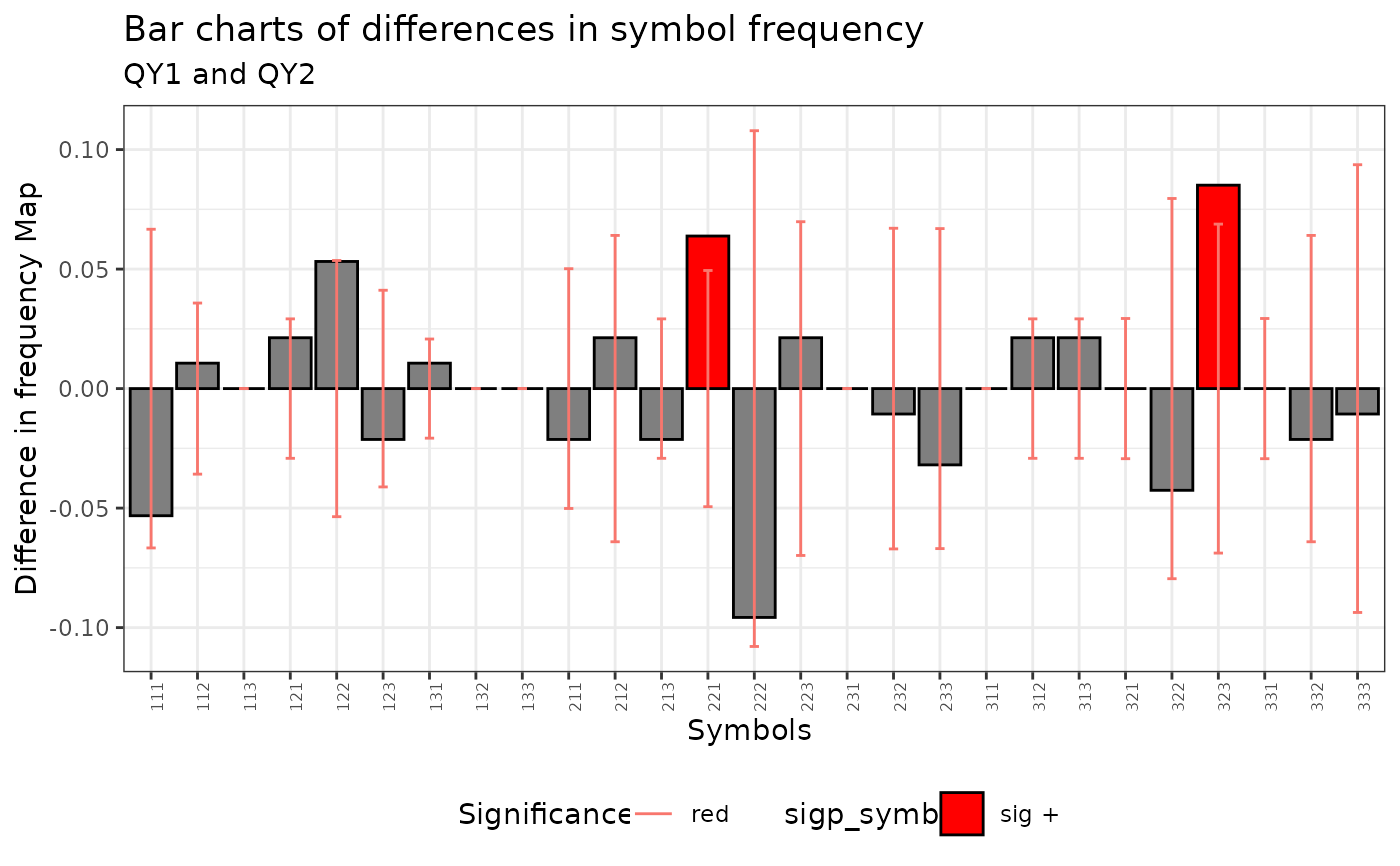 Bar charts of differences in symbol frequency
QY1 and QY2
Difference in frequency Map
0.10
0.05
0.00
-0.05
-0.10
111 112 113 121 122 123 131 132 133 211 212 213 221 222 223 231 232 233 311 312 313 321 322 323 331 332 333
Symbols
Significance red sigp_symb sig +